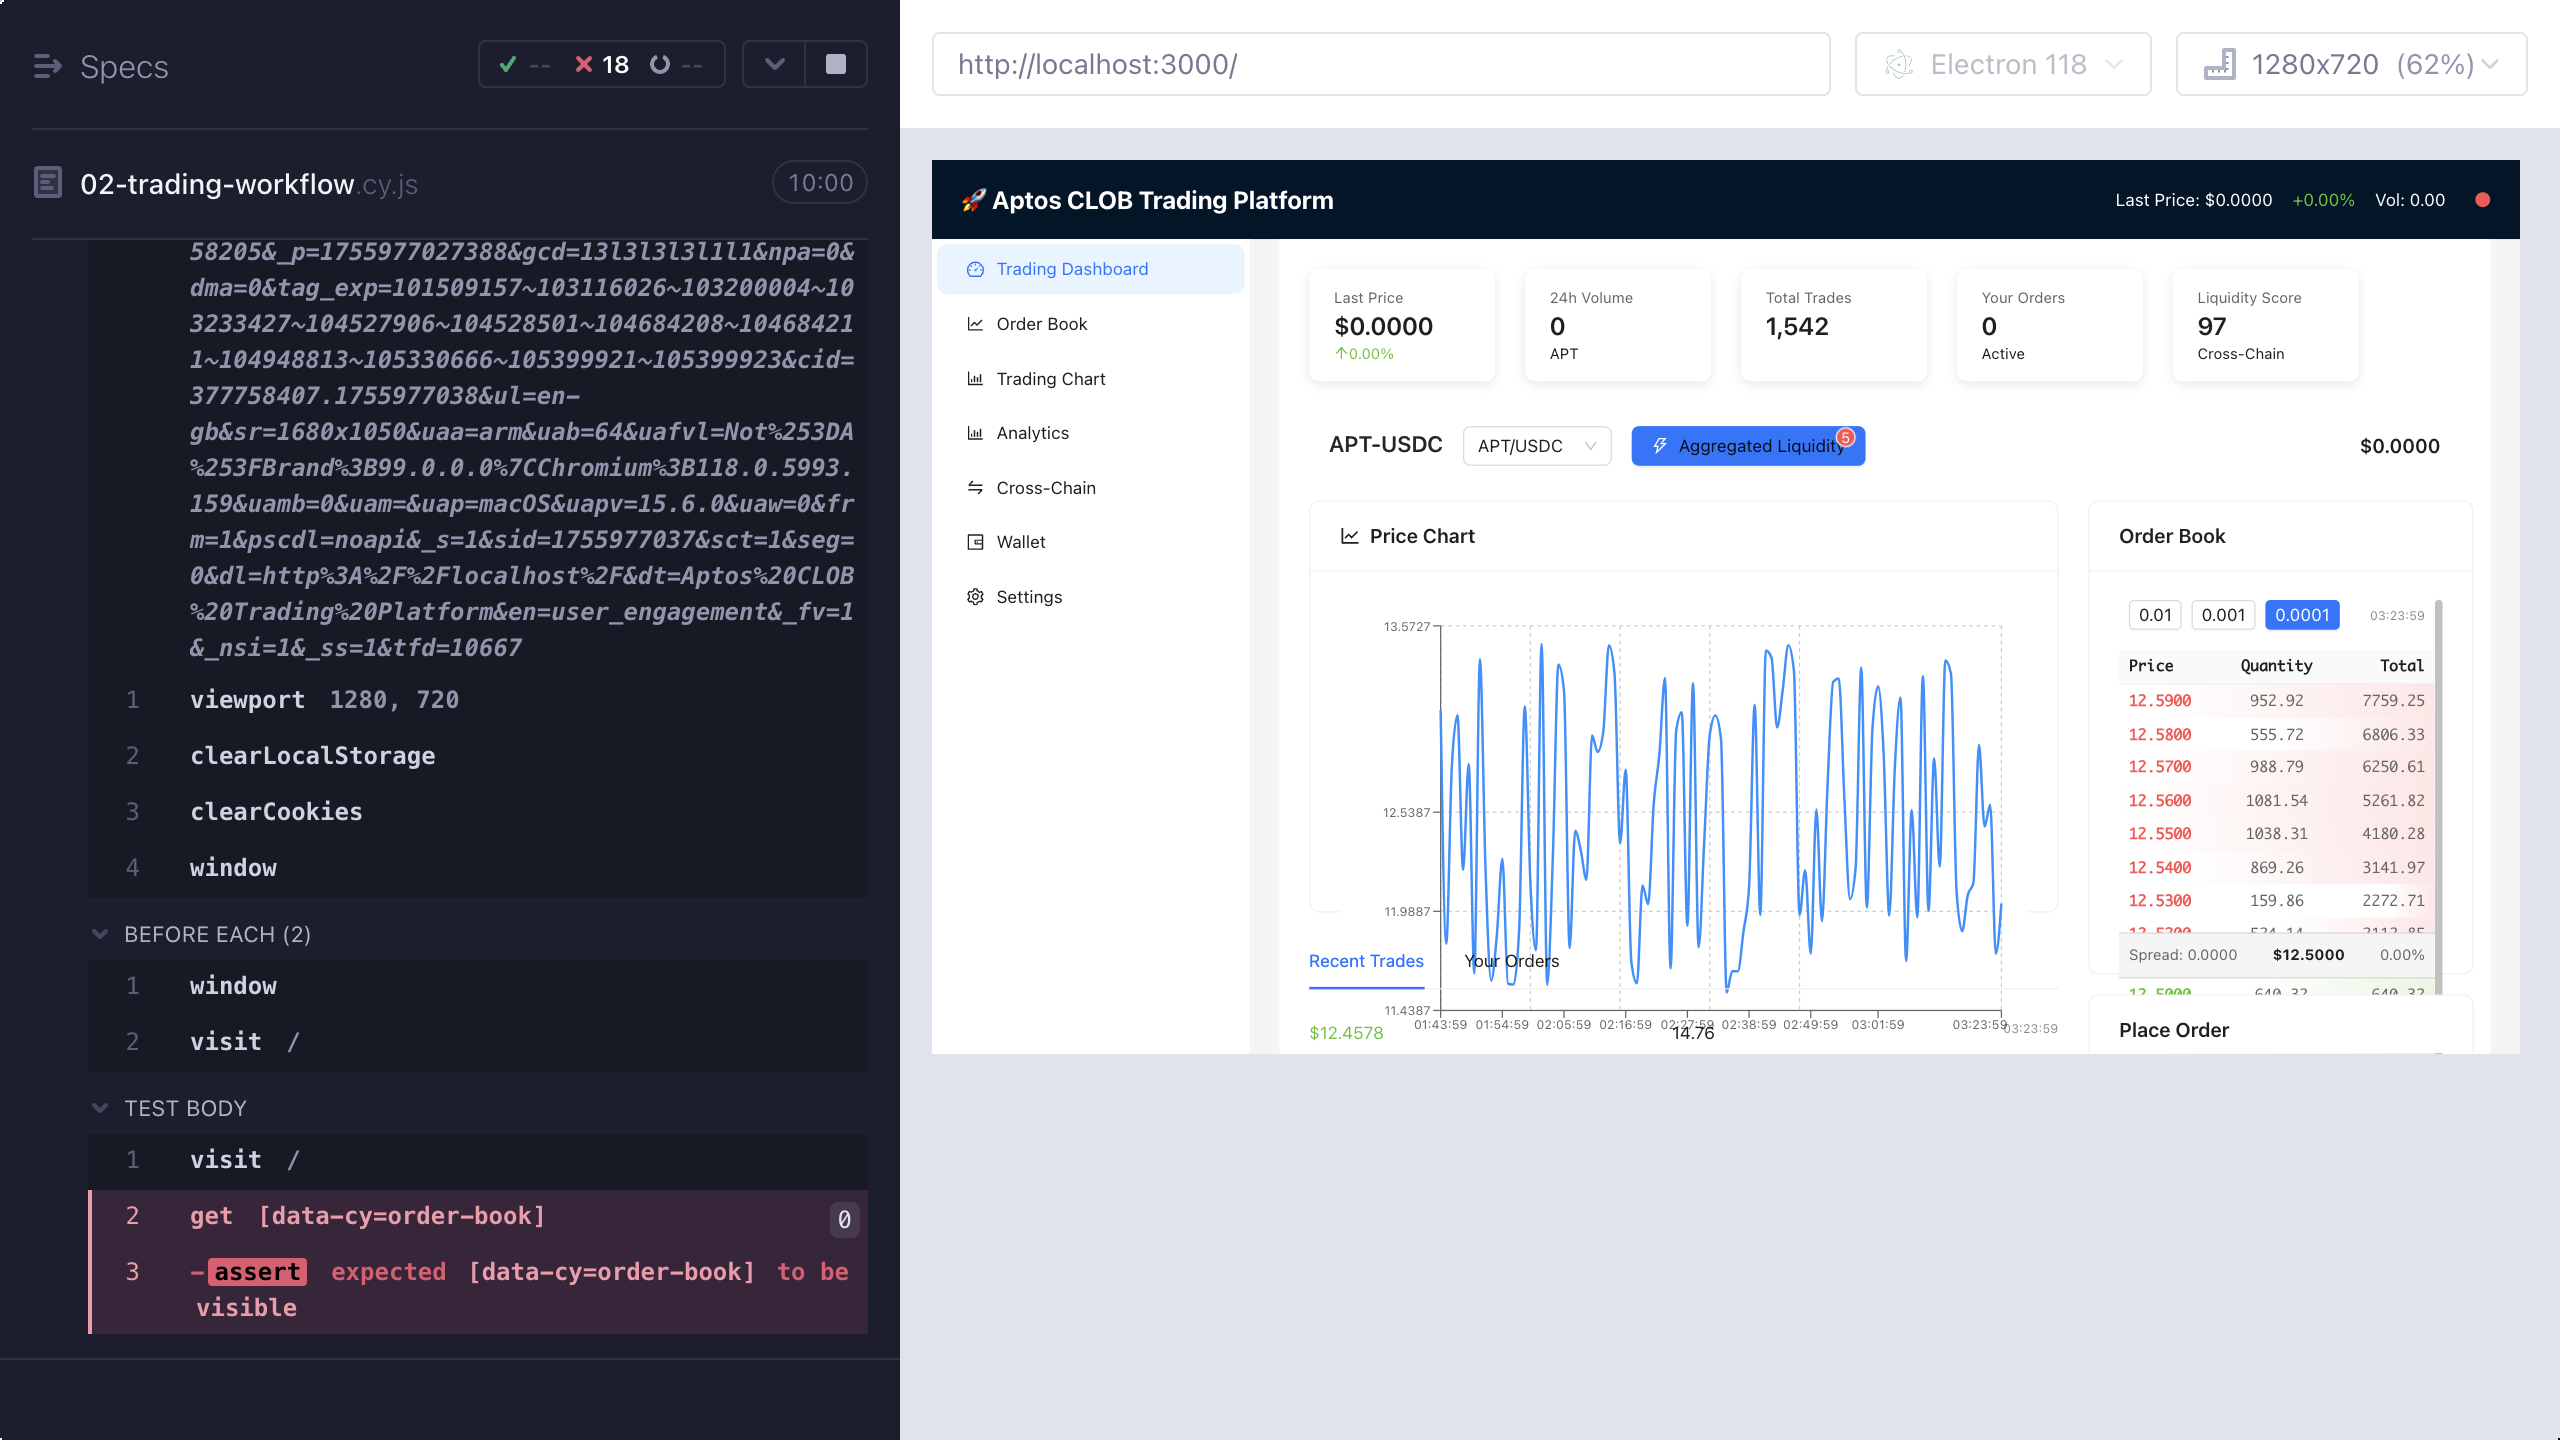 Specs
-- 18 --
02-trading-workflow.cy.js 10:00
58205&_p=1755977027388&gcd=13l3l3l3l1l1&npa=0&
dma=0&tag_exp=101509157~103116026~103200004~10
3233427~104527906~104528501~104684208~10468421
1~104948813~105330666~105399921~105399923&cid=
377758407.1755977038&ul=en-
gb&sr=1680x1050&uaa=arm&uab=64&uafvl=Not%253DA
%253FBrand%3B99.0.0.0%7CChromium%3B118.0.5993.
159&uamb=0&uam=&uap=macOS&uapv=15.6.0&uaw=0&fr
m=1&pscdl=noapi&_s=1&sid=1755977037&sct=1&seg=
0&dl=http%3A%2F%2Flocalhost%2F&dt=Aptos%20CLOB
%20Trading%20Platform&en=user_engagement&_fv=1
&_nsi=1&_ss=1&tfd=10667
1 viewport 1280, 720
2 clearLocalStorage
3 clearCookies
4 window
BEFORE EACH (2)
1 window
2 visit /
TEST BODY
1 visit /
2 get [data-cy=order-book] 0
3 -assert expected [data-cy=order-book] to be
visible
http://localhost:3000/
Electron 118
1280x720 (62%)
🚀 Aptos CLOB Trading Platform
Last Price: $0.0000 +0.00% Vol: 0.00
Trading Dashboard
Order Book
Trading Chart
Analytics
Cross-Chain
Wallet
Settings
Last Price
$0.0000
↑0.00%
24h Volume
0
APT
Total Trades
1,542
Your Orders
0
Active
Liquidity Score
97
Cross-Chain
APT-USDC APT/USDC Aggregated Liquidity 5 $0.0000
Price Chart
13.5727
12.5387
11.9887
11.4387
01:43:59 01:54:59 02:05:59 02:16:59 02:27:59 02:38:59 02:49:59 03:01:59 03:23:59
Recent Trades Your Orders
$12.4578 14.76 03:23:59
Order Book
0.01 0.001 0.0001 03:23:59
Price Quantity Total
12.5900 952.92 7759.25
12.5800 555.72 6806.33
12.5700 988.79 6250.61
12.5600 1081.54 5261.82
12.5500 1038.31 4180.28
12.5400 869.26 3141.97
12.5300 159.86 2272.71
Spread: 0.0000 $12.5000 0.00%
12.5000 640.32 640.32
Place Order